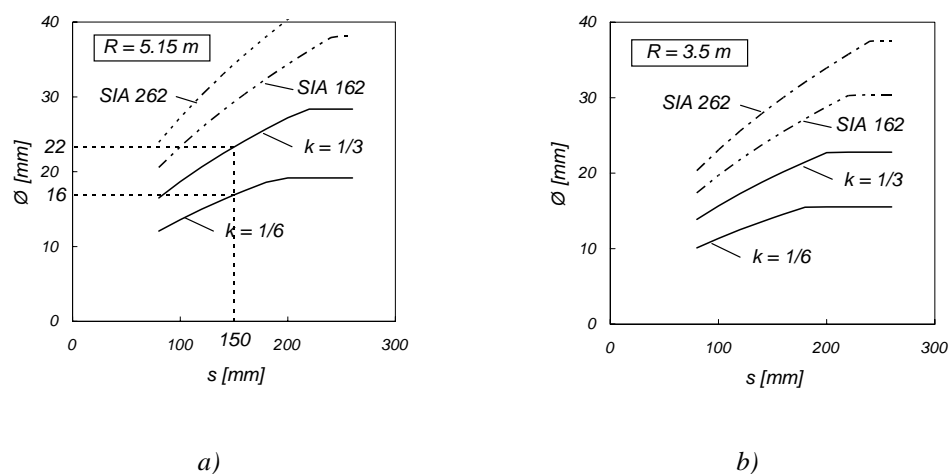 40
R = 5.15 m
SIA 262
SIA 162
30
22
k = 1/3
20
16
k = 1/6
10
0
Ø [mm]
0
100
150
200
300
s [mm]
a)
40
R = 3.5 m
SIA 262
30
SIA 162
20
k = 1/3
10
k = 1/6
0
Ø [mm]
0
100
200
300
s [mm]
b)